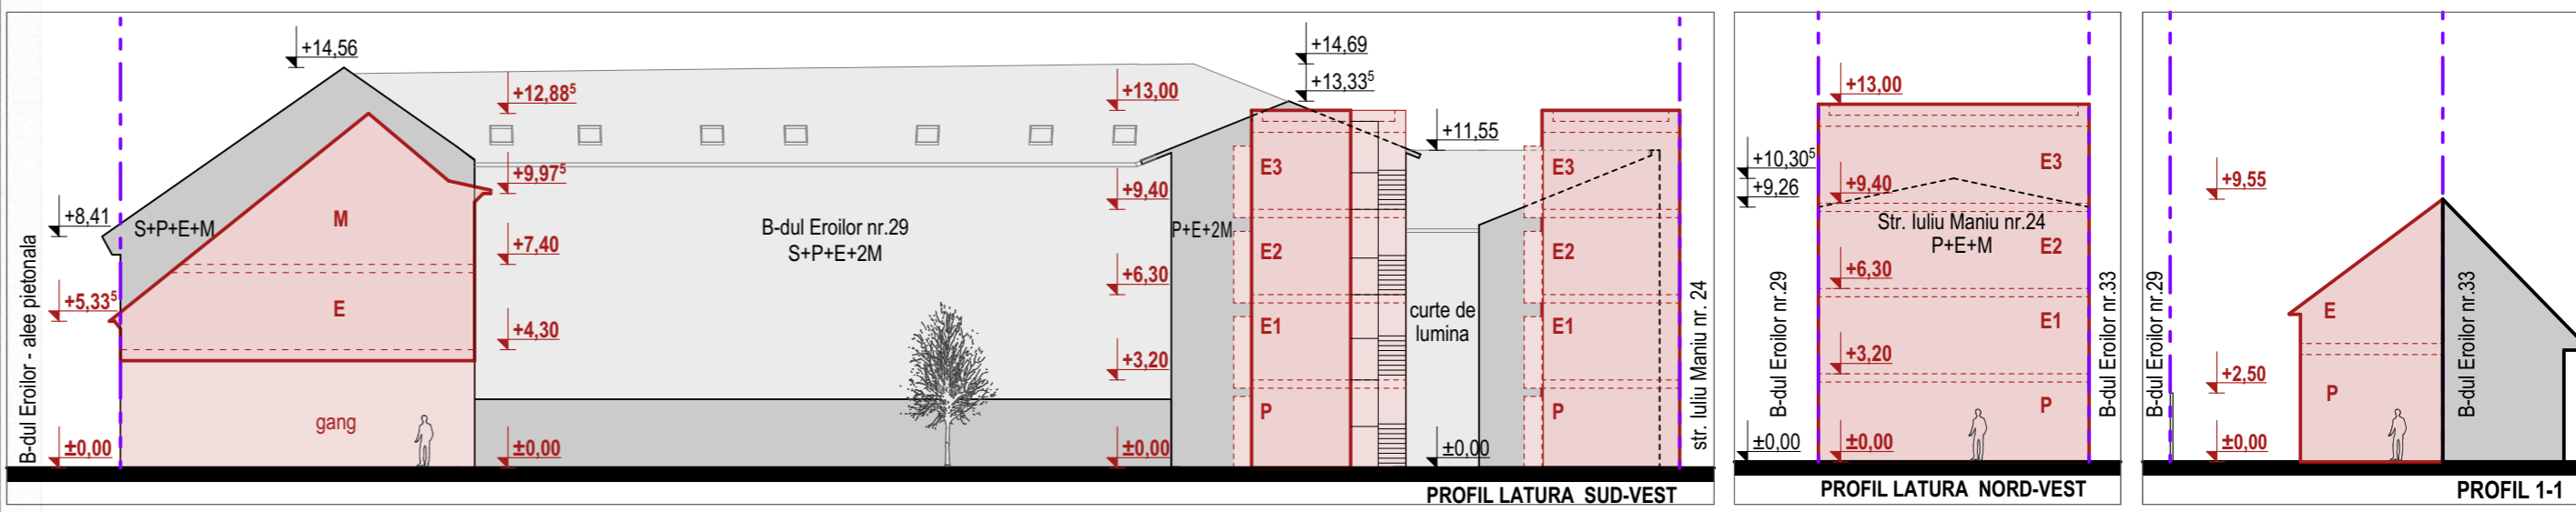 +14,56
+14,69
+13,33⁵
+12,88⁵
+13,00
+11,55
+9,97⁵
+9,40
+8,41
S+P+E+M
M
B-dul Eroilor nr.29
S+P+E+2M
P+E+2M
E3
E3
+7,40
+6,30
E2
E2
+5,33⁵
E
+4,30
+3,20
E1
E1
curte de
lumina
gang
P
P
B-dul Eroilor - alee pietonala
±0,00
±0,00
±0,00
±0,00
str. Iuliu Maniu nr. 24
PROFIL LATURA SUD-VEST
+13,00
+10,30⁵
+9,26
+9,40
E3
Str. Iuliu Maniu nr.24
P+E+M
E2
+6,30
E1
+3,20
P
B-dul Eroilor nr.29
B-dul Eroilor nr.33
±0,00
±0,00
PROFIL LATURA NORD-VEST
+9,55
B-dul Eroilor nr.29
E
B-dul Eroilor nr.33
+2,50
P
±0,00
PROFIL 1-1